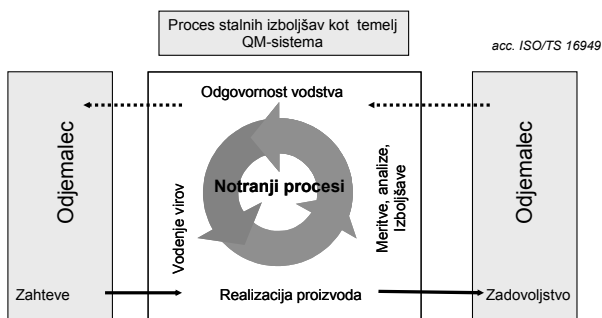 Proces stalnih izboljšav kot temelj
QM-sistema
acc. ISO/TS 16949
Odjemalec
Zahteve
Odgovornost vodstva
Vodenje virov
Notranji procesi
Meritve, analize,
Izboljšave
Realizacija proizvoda
Odjemalec
Zadovoljstvo